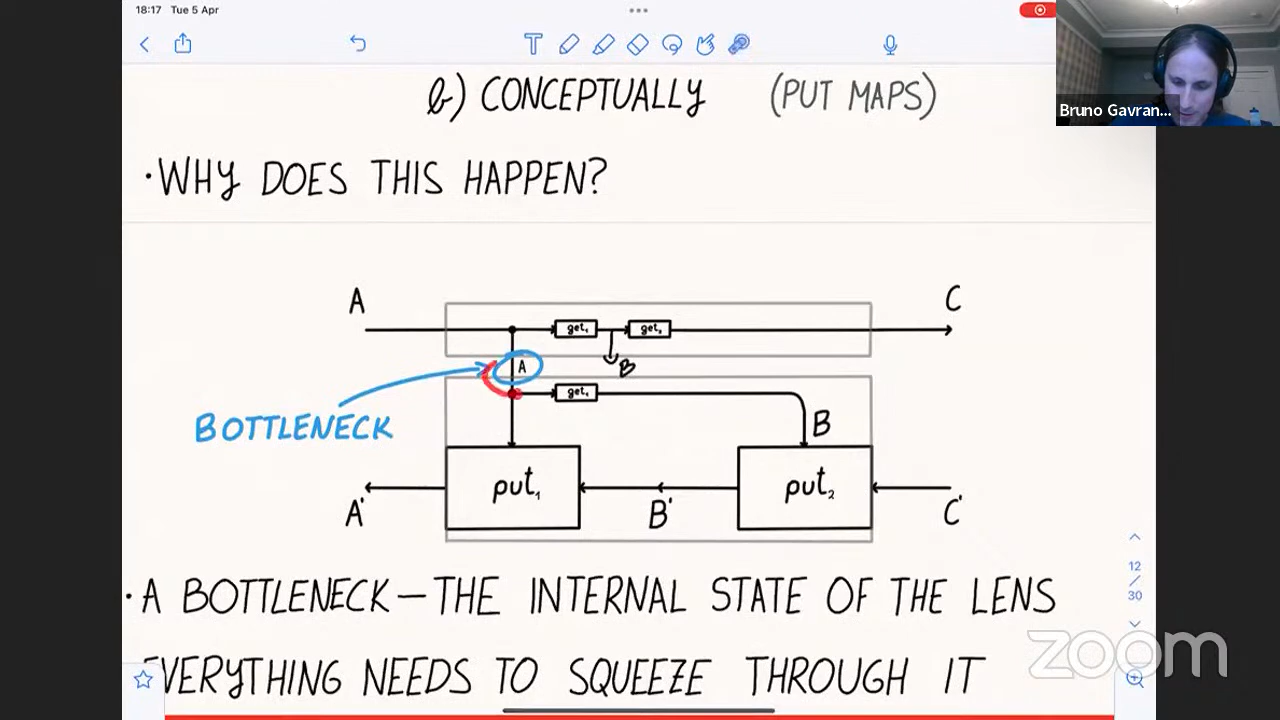 18:17 Tue 5 Apr
T
Bruno Gavran...
b) CONCEPTUALLY (PUT MAPS)
·WHY DOES THIS HAPPEN?
A
C
get₁ get₂
A
B
get₁
BOTTLENECK
B
put₁
put₂
A'
B'
C'
12
/
30
·A BOTTLENECK—THE INTERNAL STATE OF THE LENS
EVERYTHING NEEDS TO SQUEEZE THROUGH IT
zoom